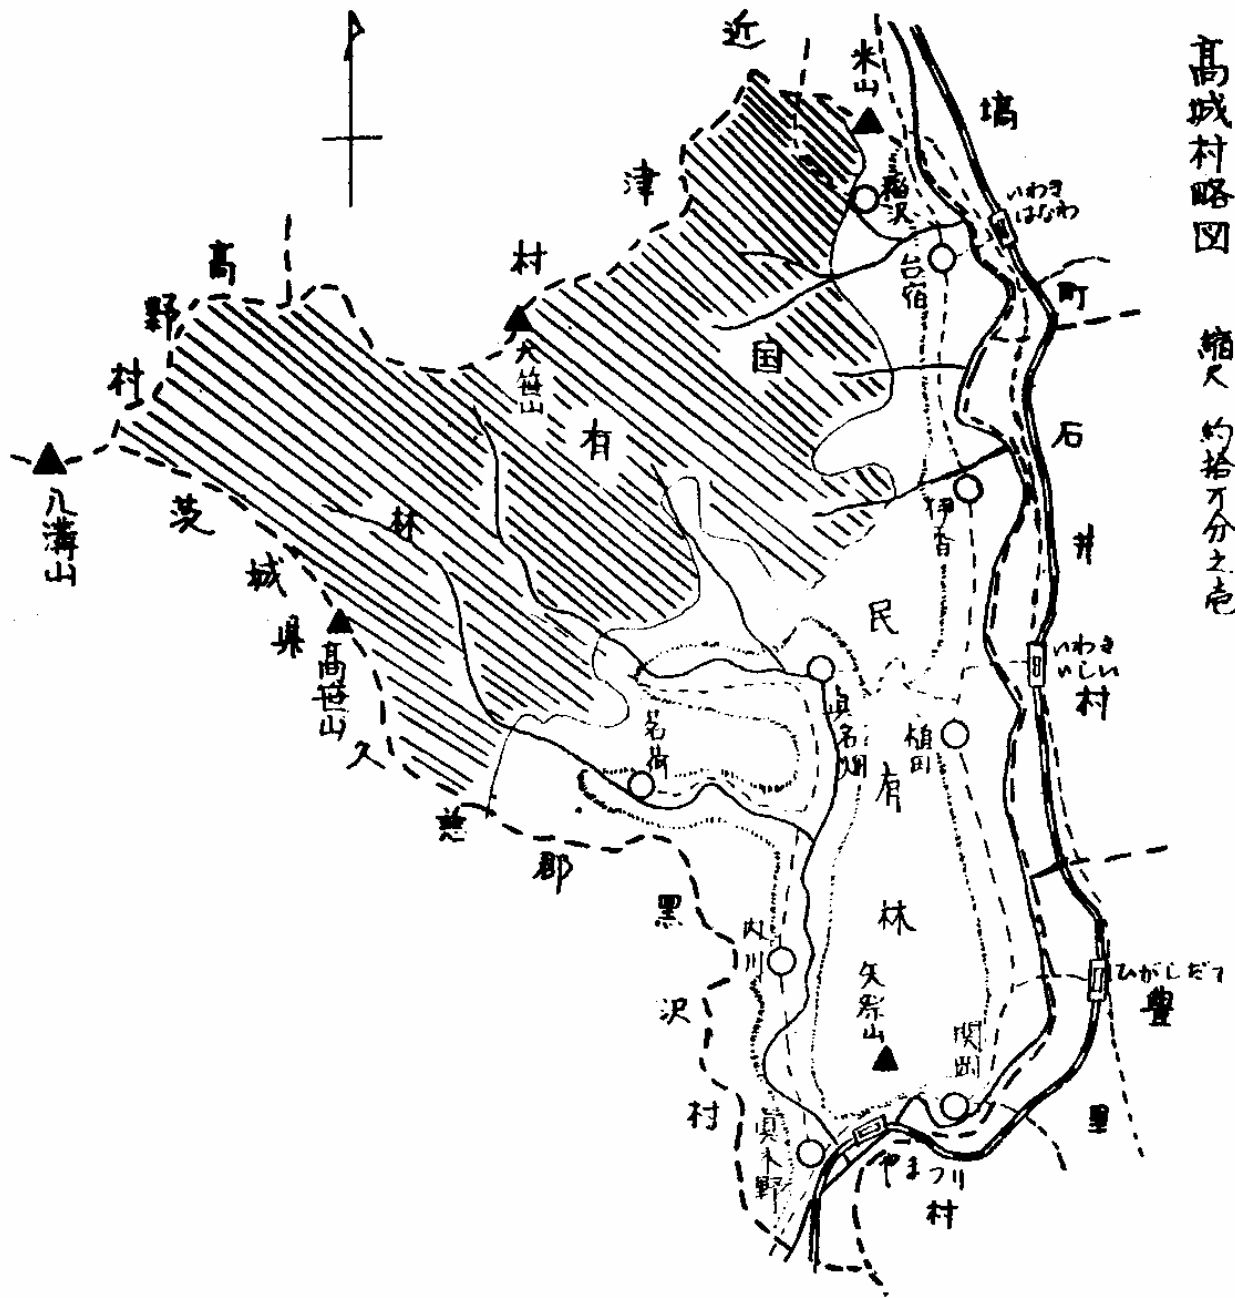 高城村略図　縮尺　約拾万分之壱
近津村
米山
塙町
いわき
はなわ
稲沢
台宿
高野村
大笹山
国有林
八溝山
茨城県久慈郡黒沢村
高笹山
石井村
伊香
いわき
いしい
民有林
真名畑
植田
茗荷
内川
矢祭山
関岡
ひがしだて
豊里村
眞木野
やまつり